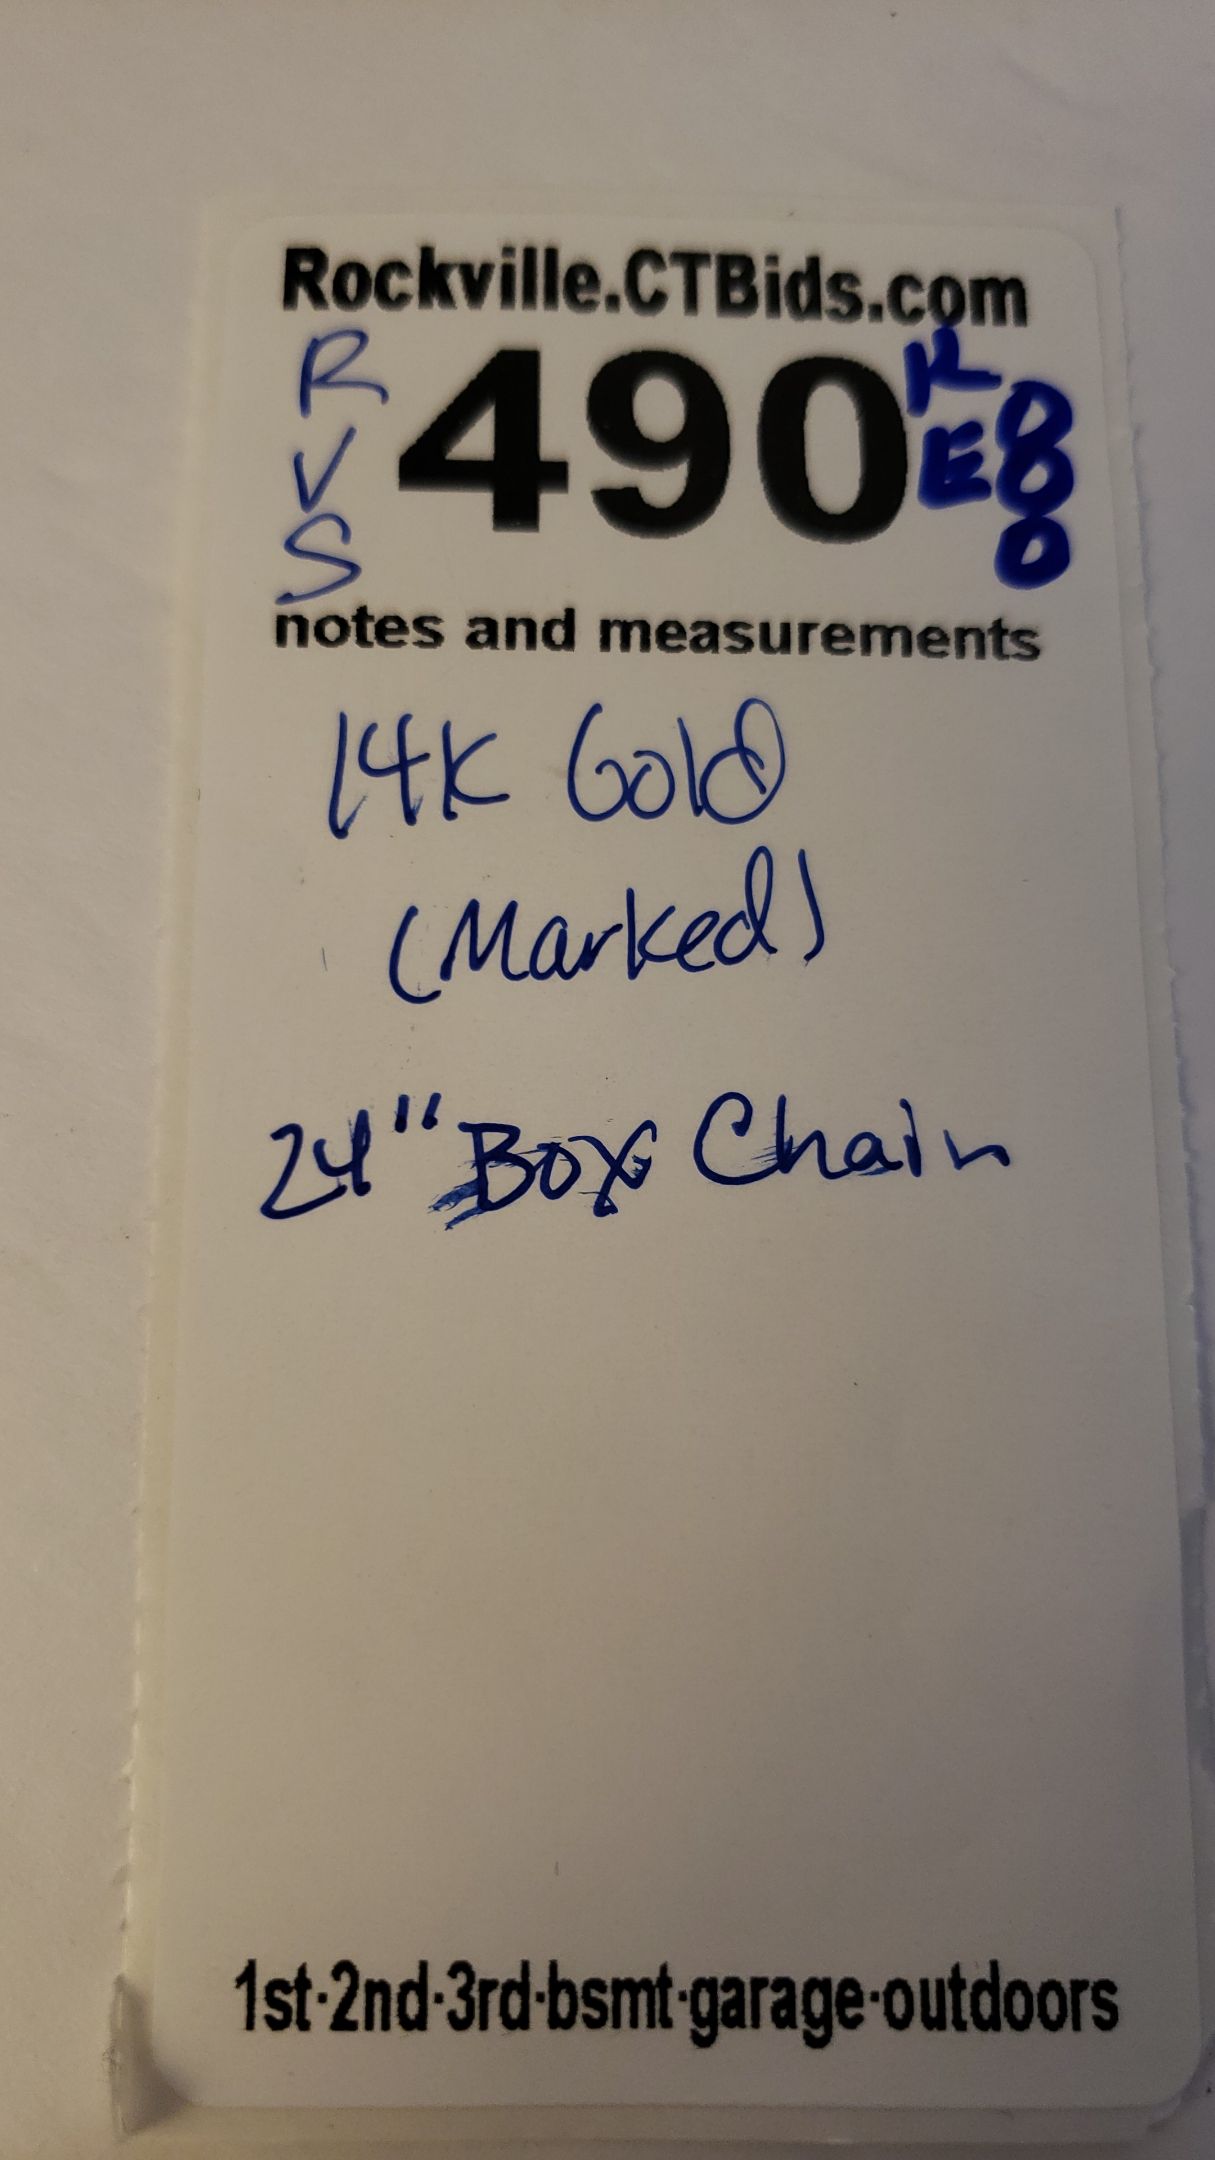 Rockville.CTBids.com
R
V
S
490
K
E
notes and measurements
14K Gold
(Marked)
24" Box Chain
1st·2nd·3rd·bsmt·garage·outdoors